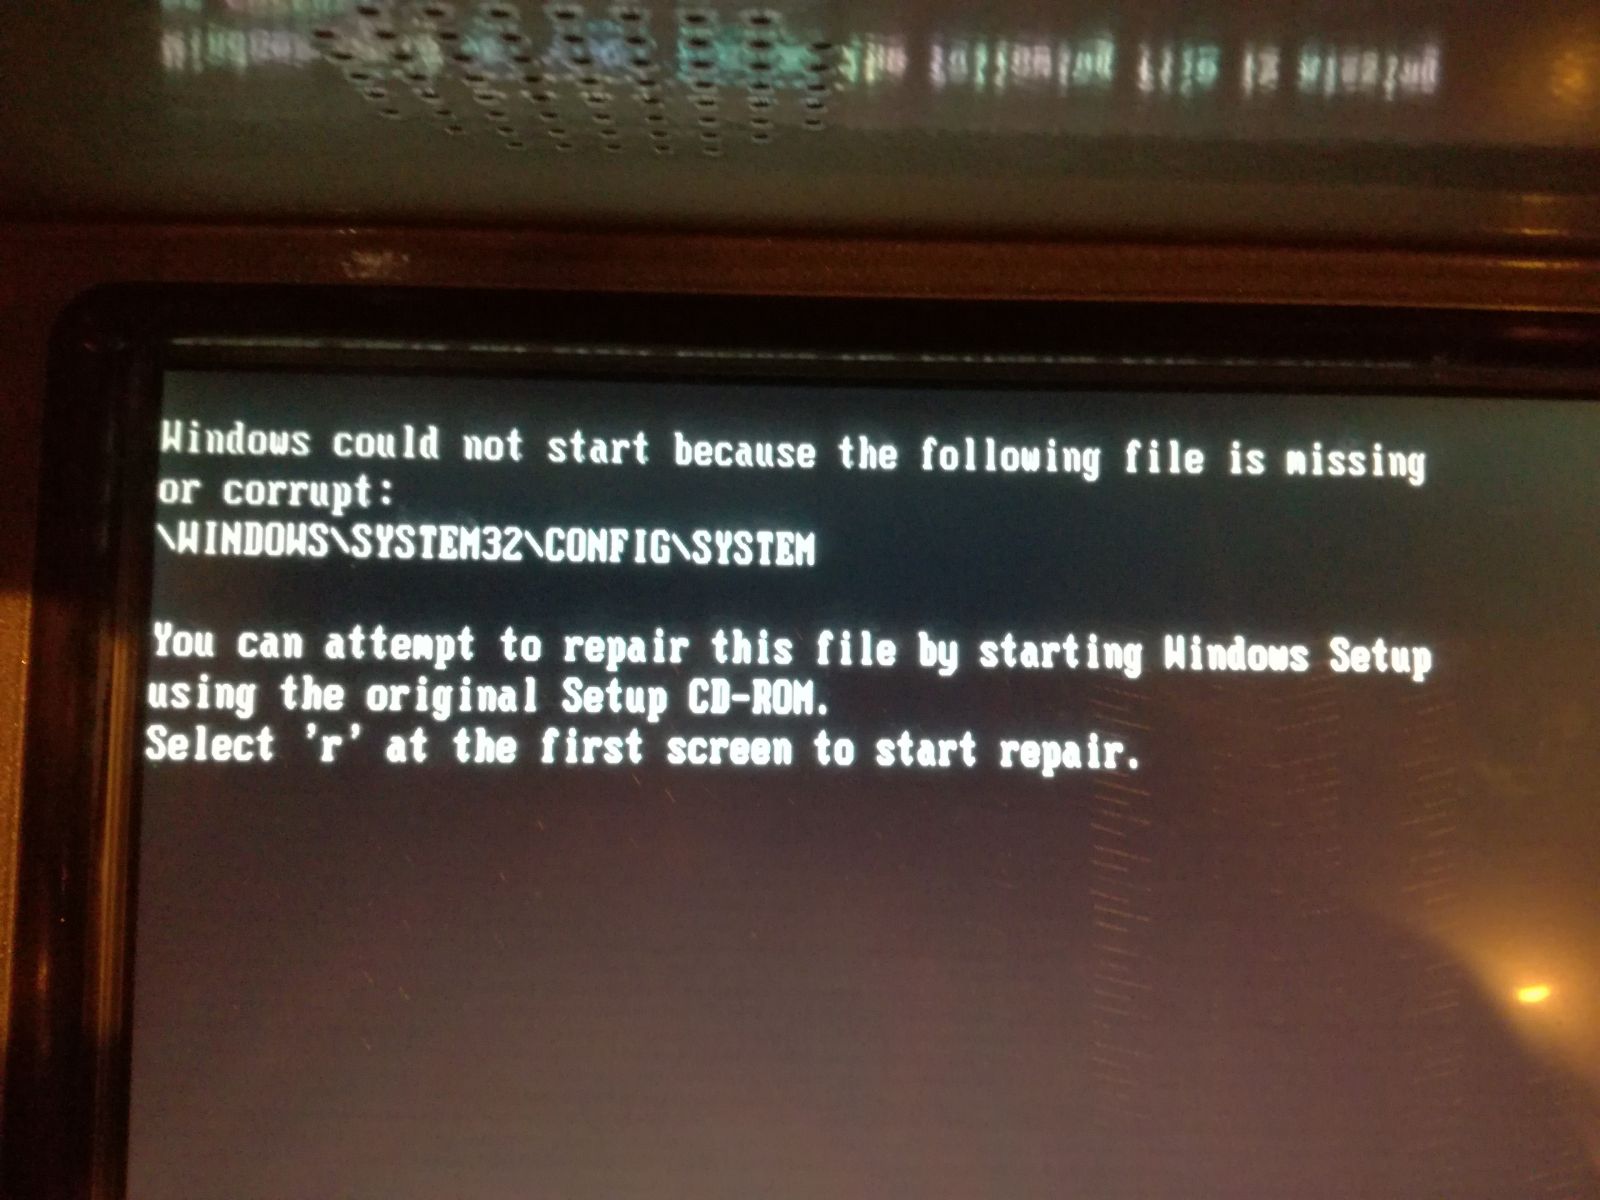 Windows could not start because the following file is missing
or corrupt:
\WINDOWS\SYSTEM32\CONFIG\SYSTEM
You can attempt to repair this file by starting Windows Setup
using the original Setup CD-ROM.
Select 'r' at the first screen to start repair.